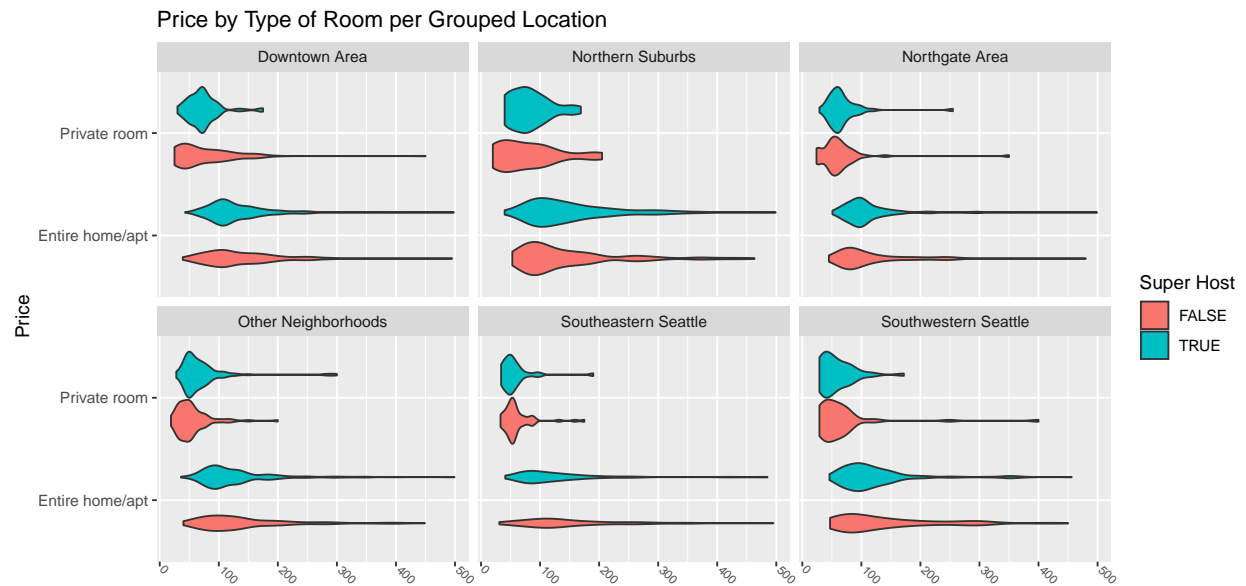 Price by Type of Room per Grouped Location
Downtown Area
Northern Suburbs
Northgate Area
Private room
Entire home/apt
Other Neighborhoods
Southeastern Seattle
Southwestern Seattle
Private room
Entire home/apt
Price
0 100 200 300 400 500
0 100 200 300 400 500
0 100 200 300 400 500
Super Host
FALSE
TRUE